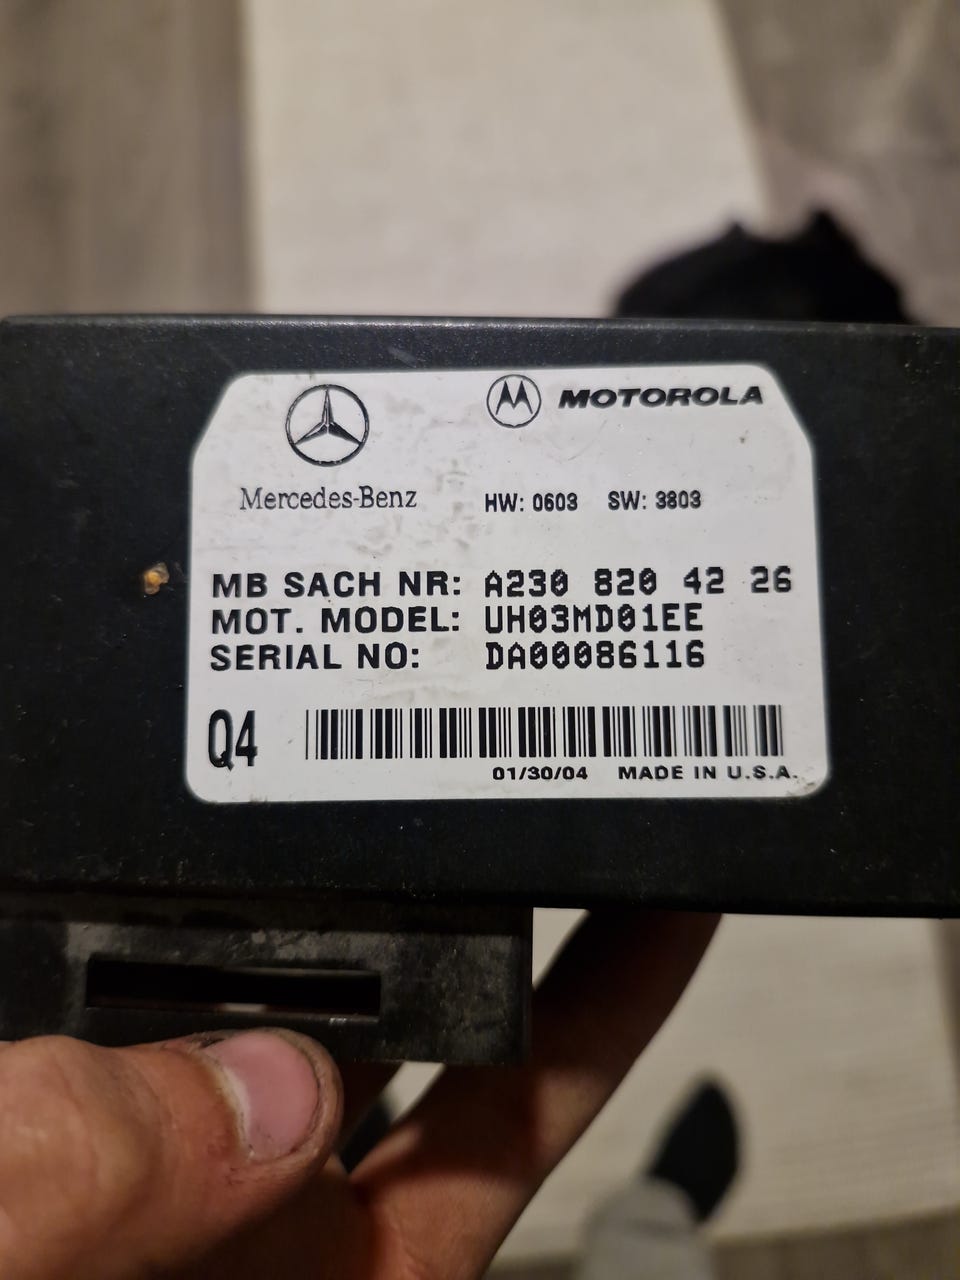 MOTOROLA
Mercedes-Benz
HW: 0603 SW: 3803
MB SACH NR: A230 820 42 26
MOT. MODEL: UH03MD01EE
SERIAL NO: DA00086116
Q4
01/30/04 MADE IN U.S.A.